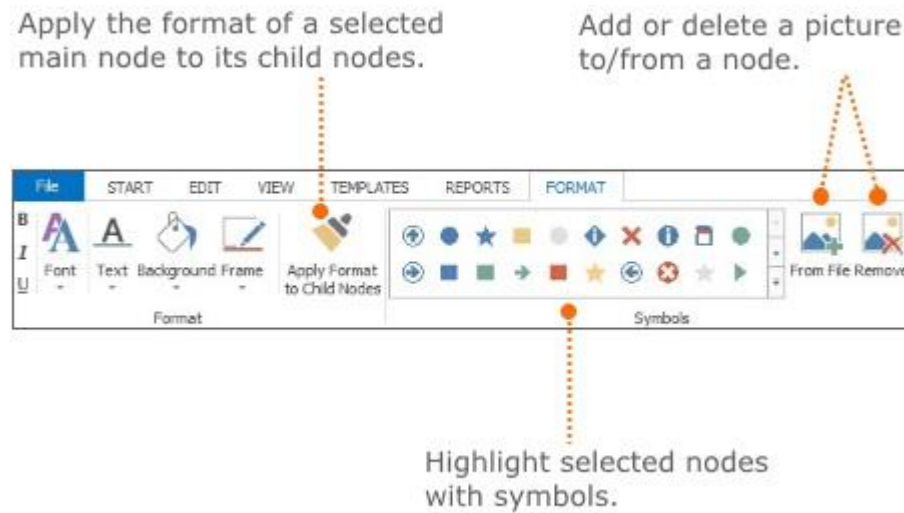 Apply the format of a selected
main node to its child nodes.
Add or delete a picture
to/from a node.
File START EDIT VIEW TEMPLATES REPORTS FORMAT
B
I
U
A
Font
Text
Background
Frame
Apply Format
to Child Nodes
From File
Remove
Format
Symbols
Highlight selected nodes
with symbols.